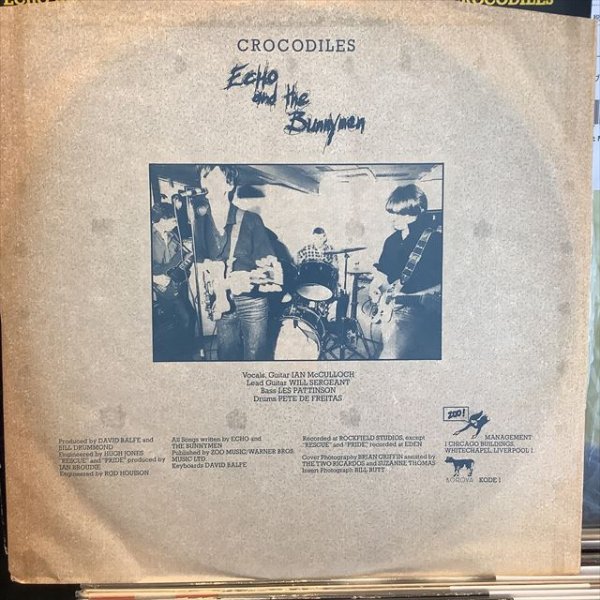 CROCODILES
Echo
and the
Bunnymen
Vocals, Guitar IAN McCULLOCH
Lead Guitar WILL SERGEANT
Bass LES PATTINSON
Drums PETE DE FREITAS
Produced by DAVID BALFE and
BILL DRUMMOND
Engineered by HUGH JONES
"RESCUE" and "PRIDE" produced by
IAN BROUDIE
Engineered by ROD HOUISON
All Songs written by ECHO and
THE BUNNYMEN
Published by ZOO MUSIC/WARNER BROS.
MUSIC LTD.
Keyboards DAVID BALFE
Recorded at ROCKFIELD STUDIOS, except
"RESCUE" and "PRIDE", recorded at EDEN
Cover Photography BRIAN GRIFFIN assisted by
THE TWO RICARDOS and SUZANNE THOMAS
Insert Photograph BILL BUTT
ZOO!
MANAGEMENT
1 CHICAGO BUILDINGS,
WHITECHAPEL, LIVERPOOL 1.
KOROVA KODE 1